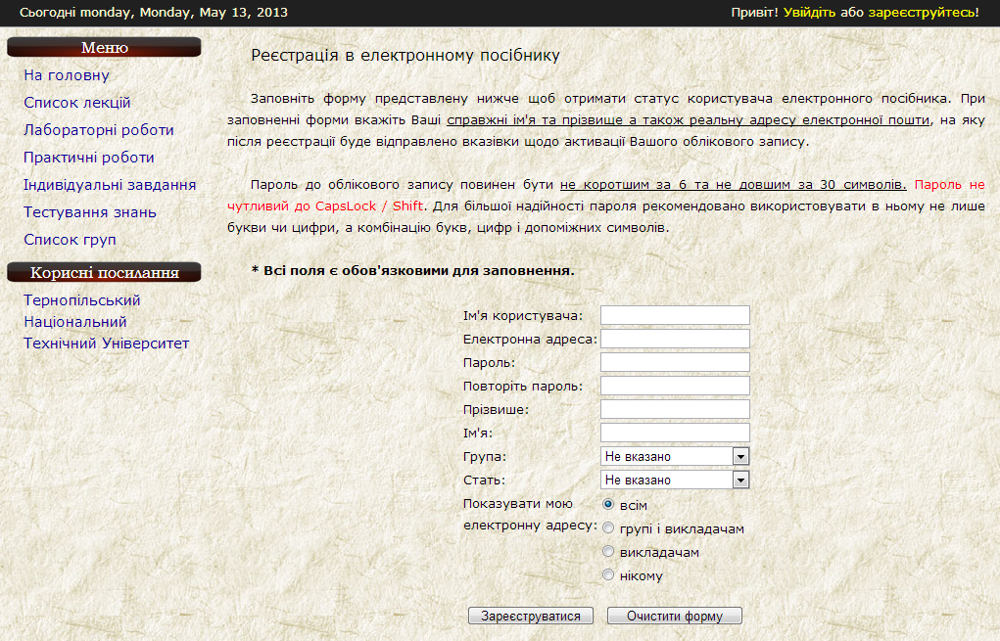 Сьогодні monday, Monday, May 13, 2013
Привіт! Увійдіть або зареєструйтесь!
Меню
На головну
Список лекцій
Лабораторні роботи
Практичні роботи
Індивідуальні завдання
Тестування знань
Список груп
Корисні посилання
Тернопільський
Національний
Технічний Університет
Реєстрація в електронному посібнику
Заповніть форму представлену нижче щоб отримати статус користувача електронного посібника. При
заповненні форми вкажіть Ваші справжні ім'я та прізвище а також реальну адресу електронної пошти, на яку
після реєстрації буде відправлено вказівки щодо активації Вашого облікового запису.
Пароль до облікового запису повинен бути не коротшим за 6 та не довшим за 30 символів. Пароль не
чутливий до CapsLock / Shift. Для більшої надійності пароля рекомендовано використовувати в ньому не лише
букви чи цифри, а комбінацію букв, цифр і допоміжних символів.
* Всі поля є обов'язковими для заповнення.
Ім'я користувача:
Електронна адреса:
Пароль:
Повторіть пароль:
Прізвише:
Ім'я:
Група: Не вказано
Стать: Не вказано
Показувати мою
електронну адресу:
всім
групі і викладачам
викладачам
нікому
Зареєструватися Очистити форму